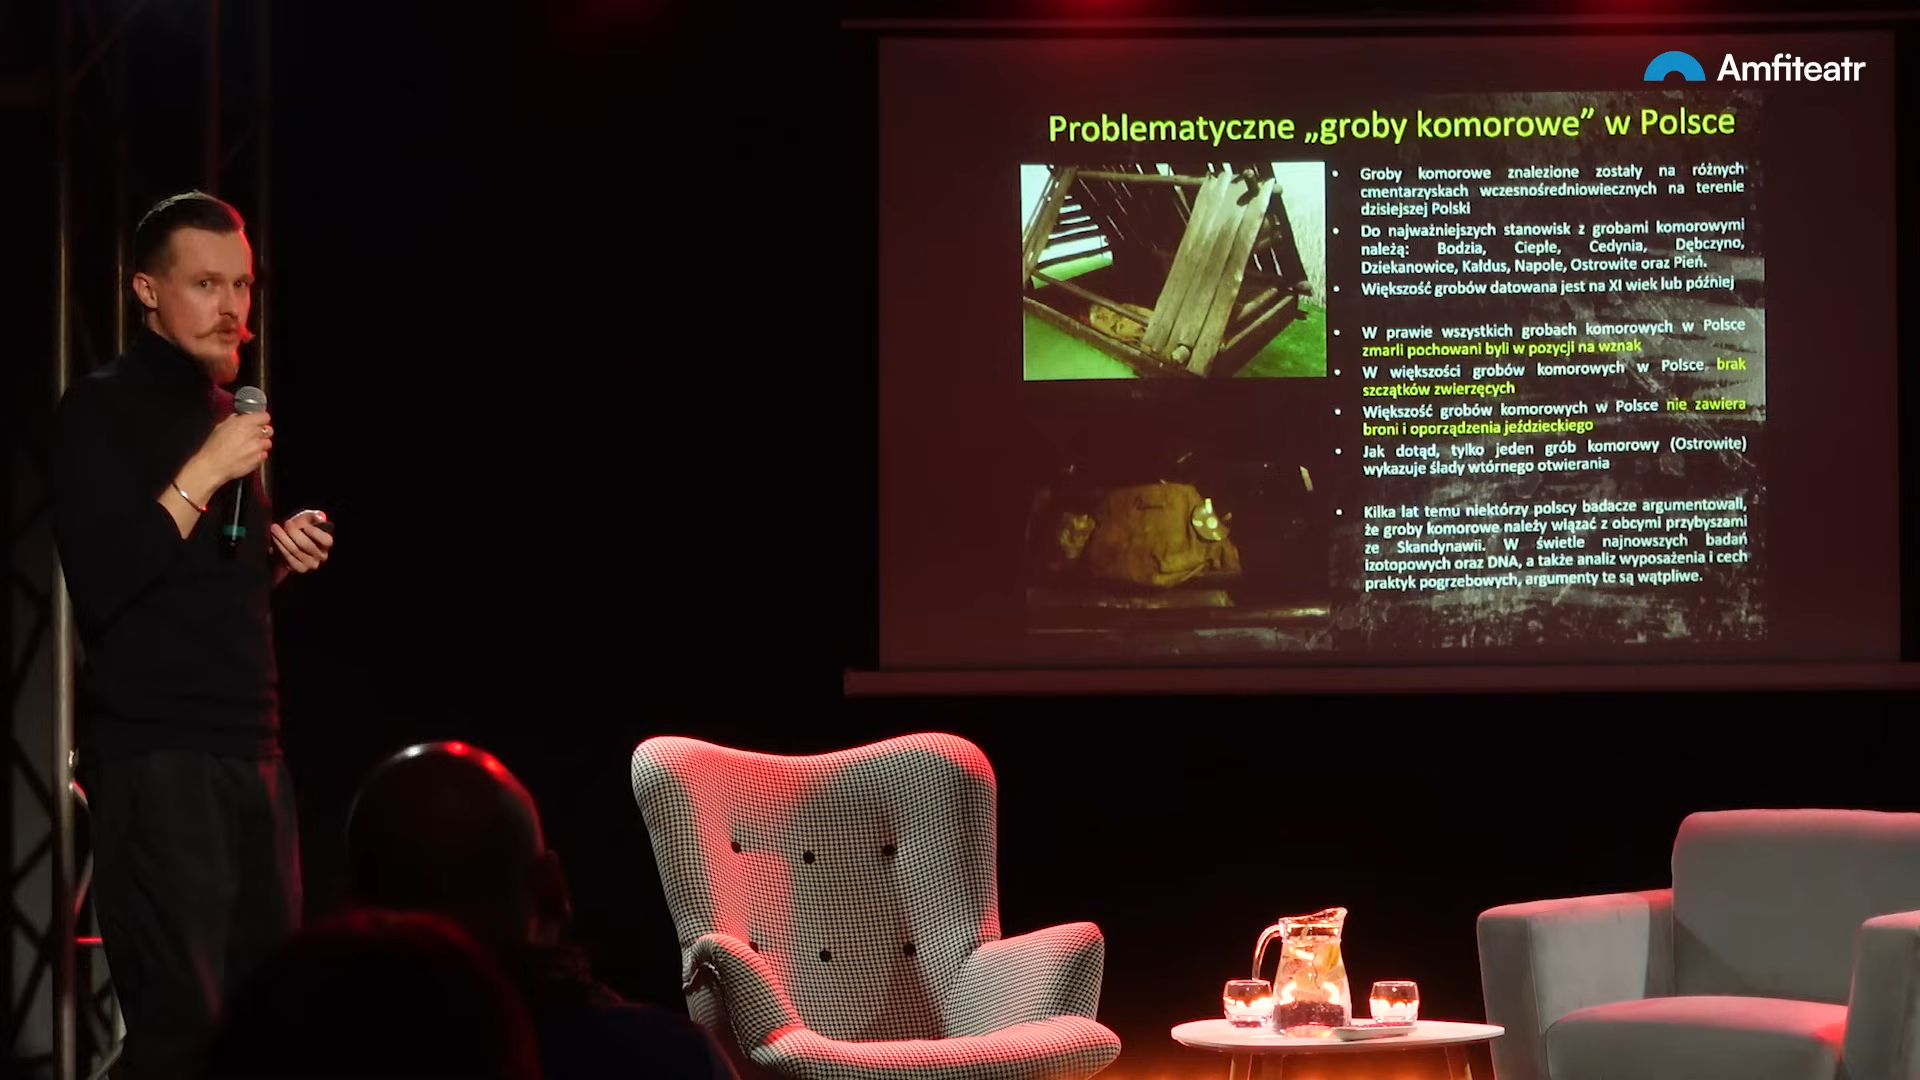 Amfiteatr
Problematyczne „groby komorowe” w Polsce
• Groby komorowe znalezione zostały na różnych
cmentarzyskach wczesnośredniowiecznych na terenie
dzisiejszej Polski
• Do najważniejszych stanowisk z grobami komorowymi
należą: Bodzia, Ciepłe, Cedynia, Dębczyno,
Dziekanowice, Kałdus, Napole, Ostrowite oraz Pień.
• Większość grobów datowana jest na XI wiek lub później
• W prawie wszystkich grobach komorowych w Polsce
zmarli pochowani byli w pozycji na wznak
• W większości grobów komorowych w Polsce brak
szczątków zwierzęcych
• Większość grobów komorowych w Polsce nie zawiera
broni i oporządzenia jeździeckiego
• Jak dotąd, tylko jeden grób komorowy (Ostrowite)
wykazuje ślady wtórnego otwierania
• Kilka lat temu niektórzy polscy badacze argumentowali,
że groby komorowe należy wiązać z obcymi przybyszami
ze Skandynawii. W świetle najnowszych badań
izotopowych oraz DNA, a także analiz wyposażenia i cech
praktyk pogrzebowych, argumenty te są wątpliwe.